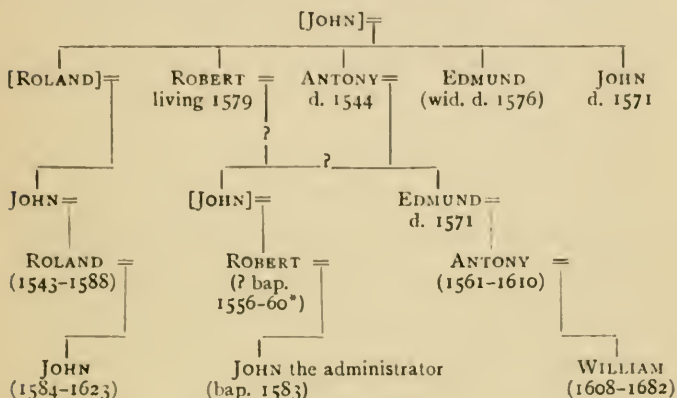 [JOHN]=
[ROLAND]= ROBERT = ANTONY= EDMUND JOHN
living 1579 d. 1544 (wid. d. 1576) d. 1571
?
?
JOHN= [JOHN]= EDMUND=
d. 1571
ROLAND = ROBERT = ANTONY =
(1543–1588) (? bap. (1561–1610)
1556–60*)
JOHN JOHN the administrator WILLIAM
(1584–1623) (bap. 1583) (1608–1682)